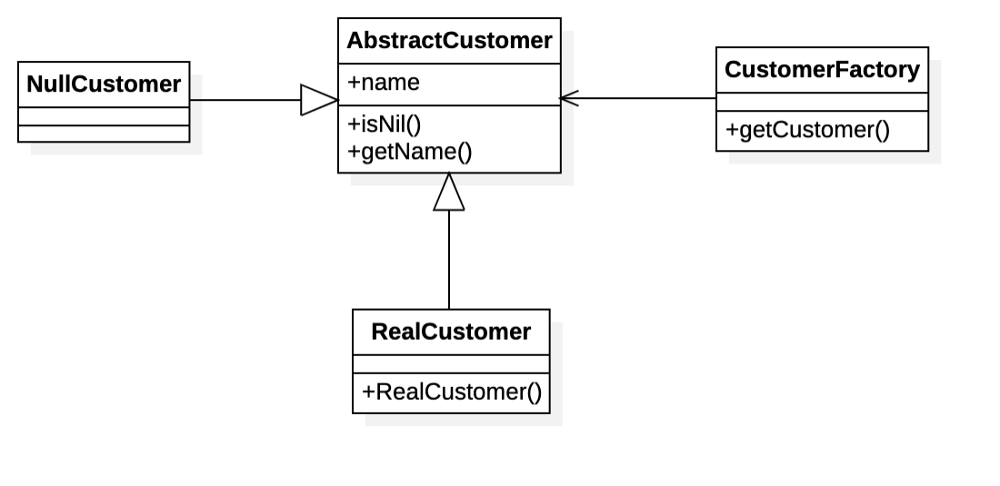 NullCustomer
AbstractCustomer
+name
+isNil()
+getName()
CustomerFactory
+getCustomer()
RealCustomer
+RealCustomer()